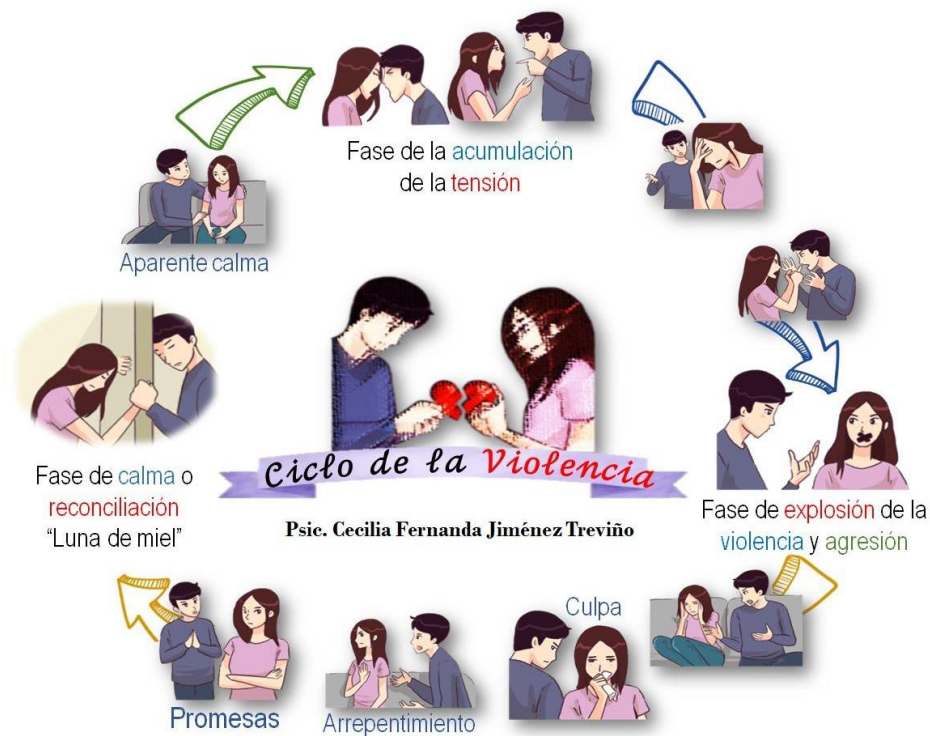 Fase de la acumulación
de la tensión
Aparente calma
Ciclo de la Violencia
Psic. Cecilia Fernanda Jiménez Treviño
Fase de calma o
reconciliación
“Luna de miel”
Fase de explosión de la
violencia y agresión
Culpa
Arrepentimiento
Promesas